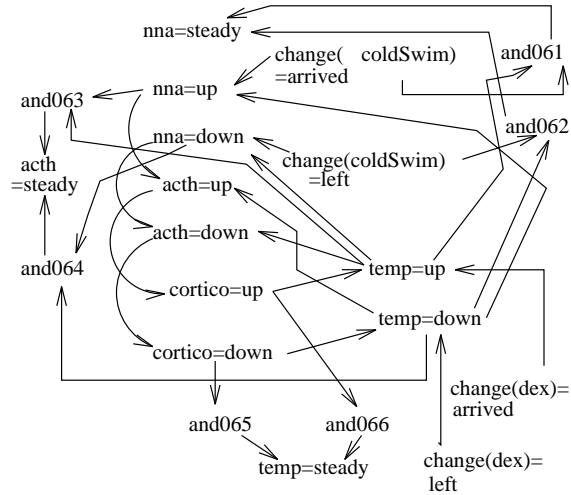 nna=steady
change( coldSwim)
=arrived
and061
nna=up
and063
and062
nna=down
change(coldSwim)
=left
acth
=steady
acth=up
acth=down
and064
temp=up
cortico=up
temp=down
cortico=down
change(dex)=
arrived
and065
and066
change(dex)=
left
temp=steady